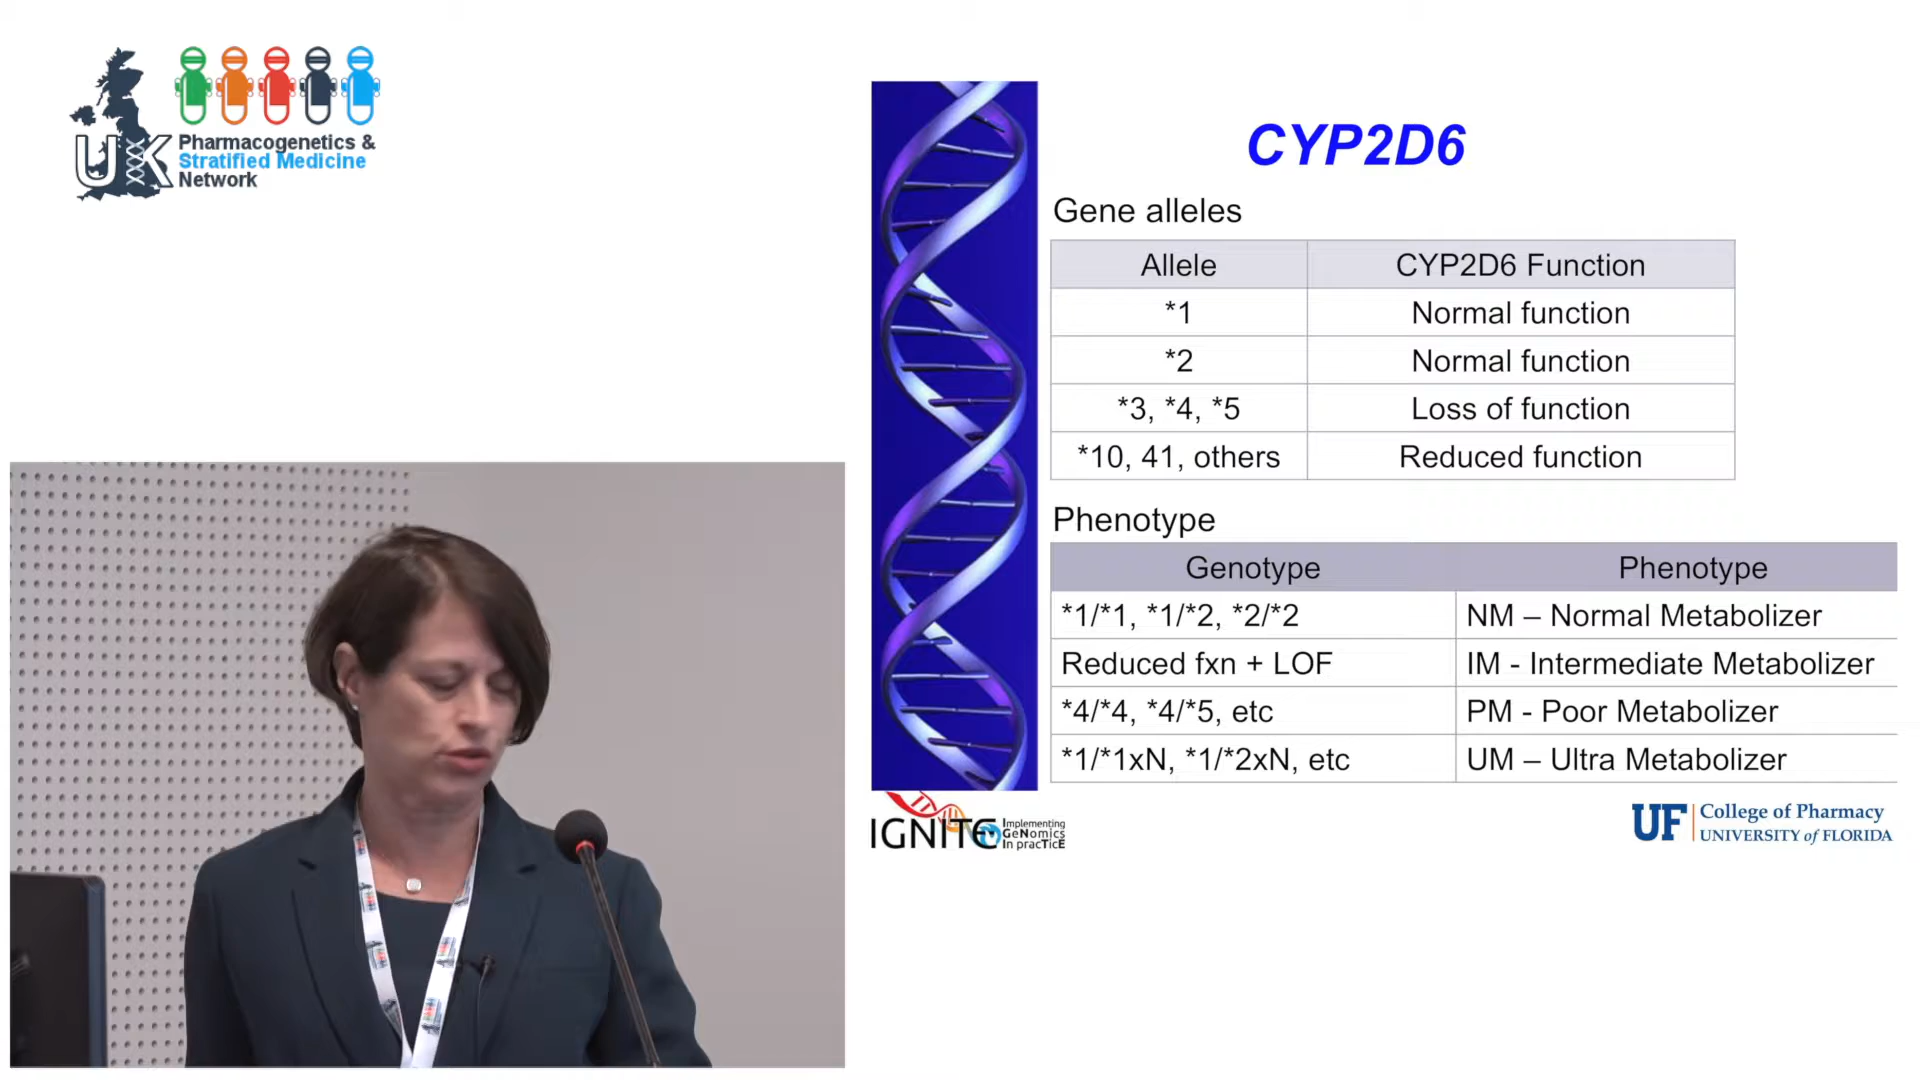 UK
Pharmacogenetics &
Stratified Medicine
Network
CYP2D6
Gene alleles
Allele CYP2D6 Function
*1 Normal function
*2 Normal function
*3, *4, *5 Loss of function
*10, 41, others Reduced function
Phenotype
Genotype Phenotype
*1/*1, *1/*2, *2/*2 NM – Normal Metabolizer
Reduced fxn + LOF IM - Intermediate Metabolizer
*4/*4, *4/*5, etc PM - Poor Metabolizer
*1/*1xN, *1/*2xN, etc UM – Ultra Metabolizer
IGNITE
Implementing
GeNomics
In pracTicE
UF College of Pharmacy
UNIVERSITY of FLORIDA